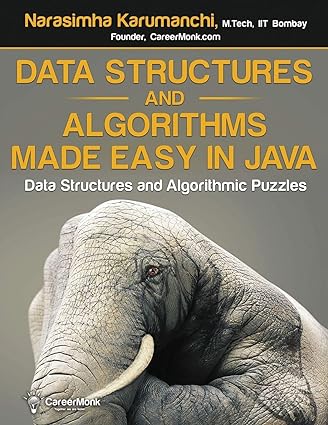 Narasimha Karumanchi, M.Tech, IIT Bombay
Founder, CareerMonk.com
DATA STRUCTURES
AND
ALGORITHMS
MADE EASY IN JAVA
Data Structures and Algorithmic Puzzles
CareerMonk